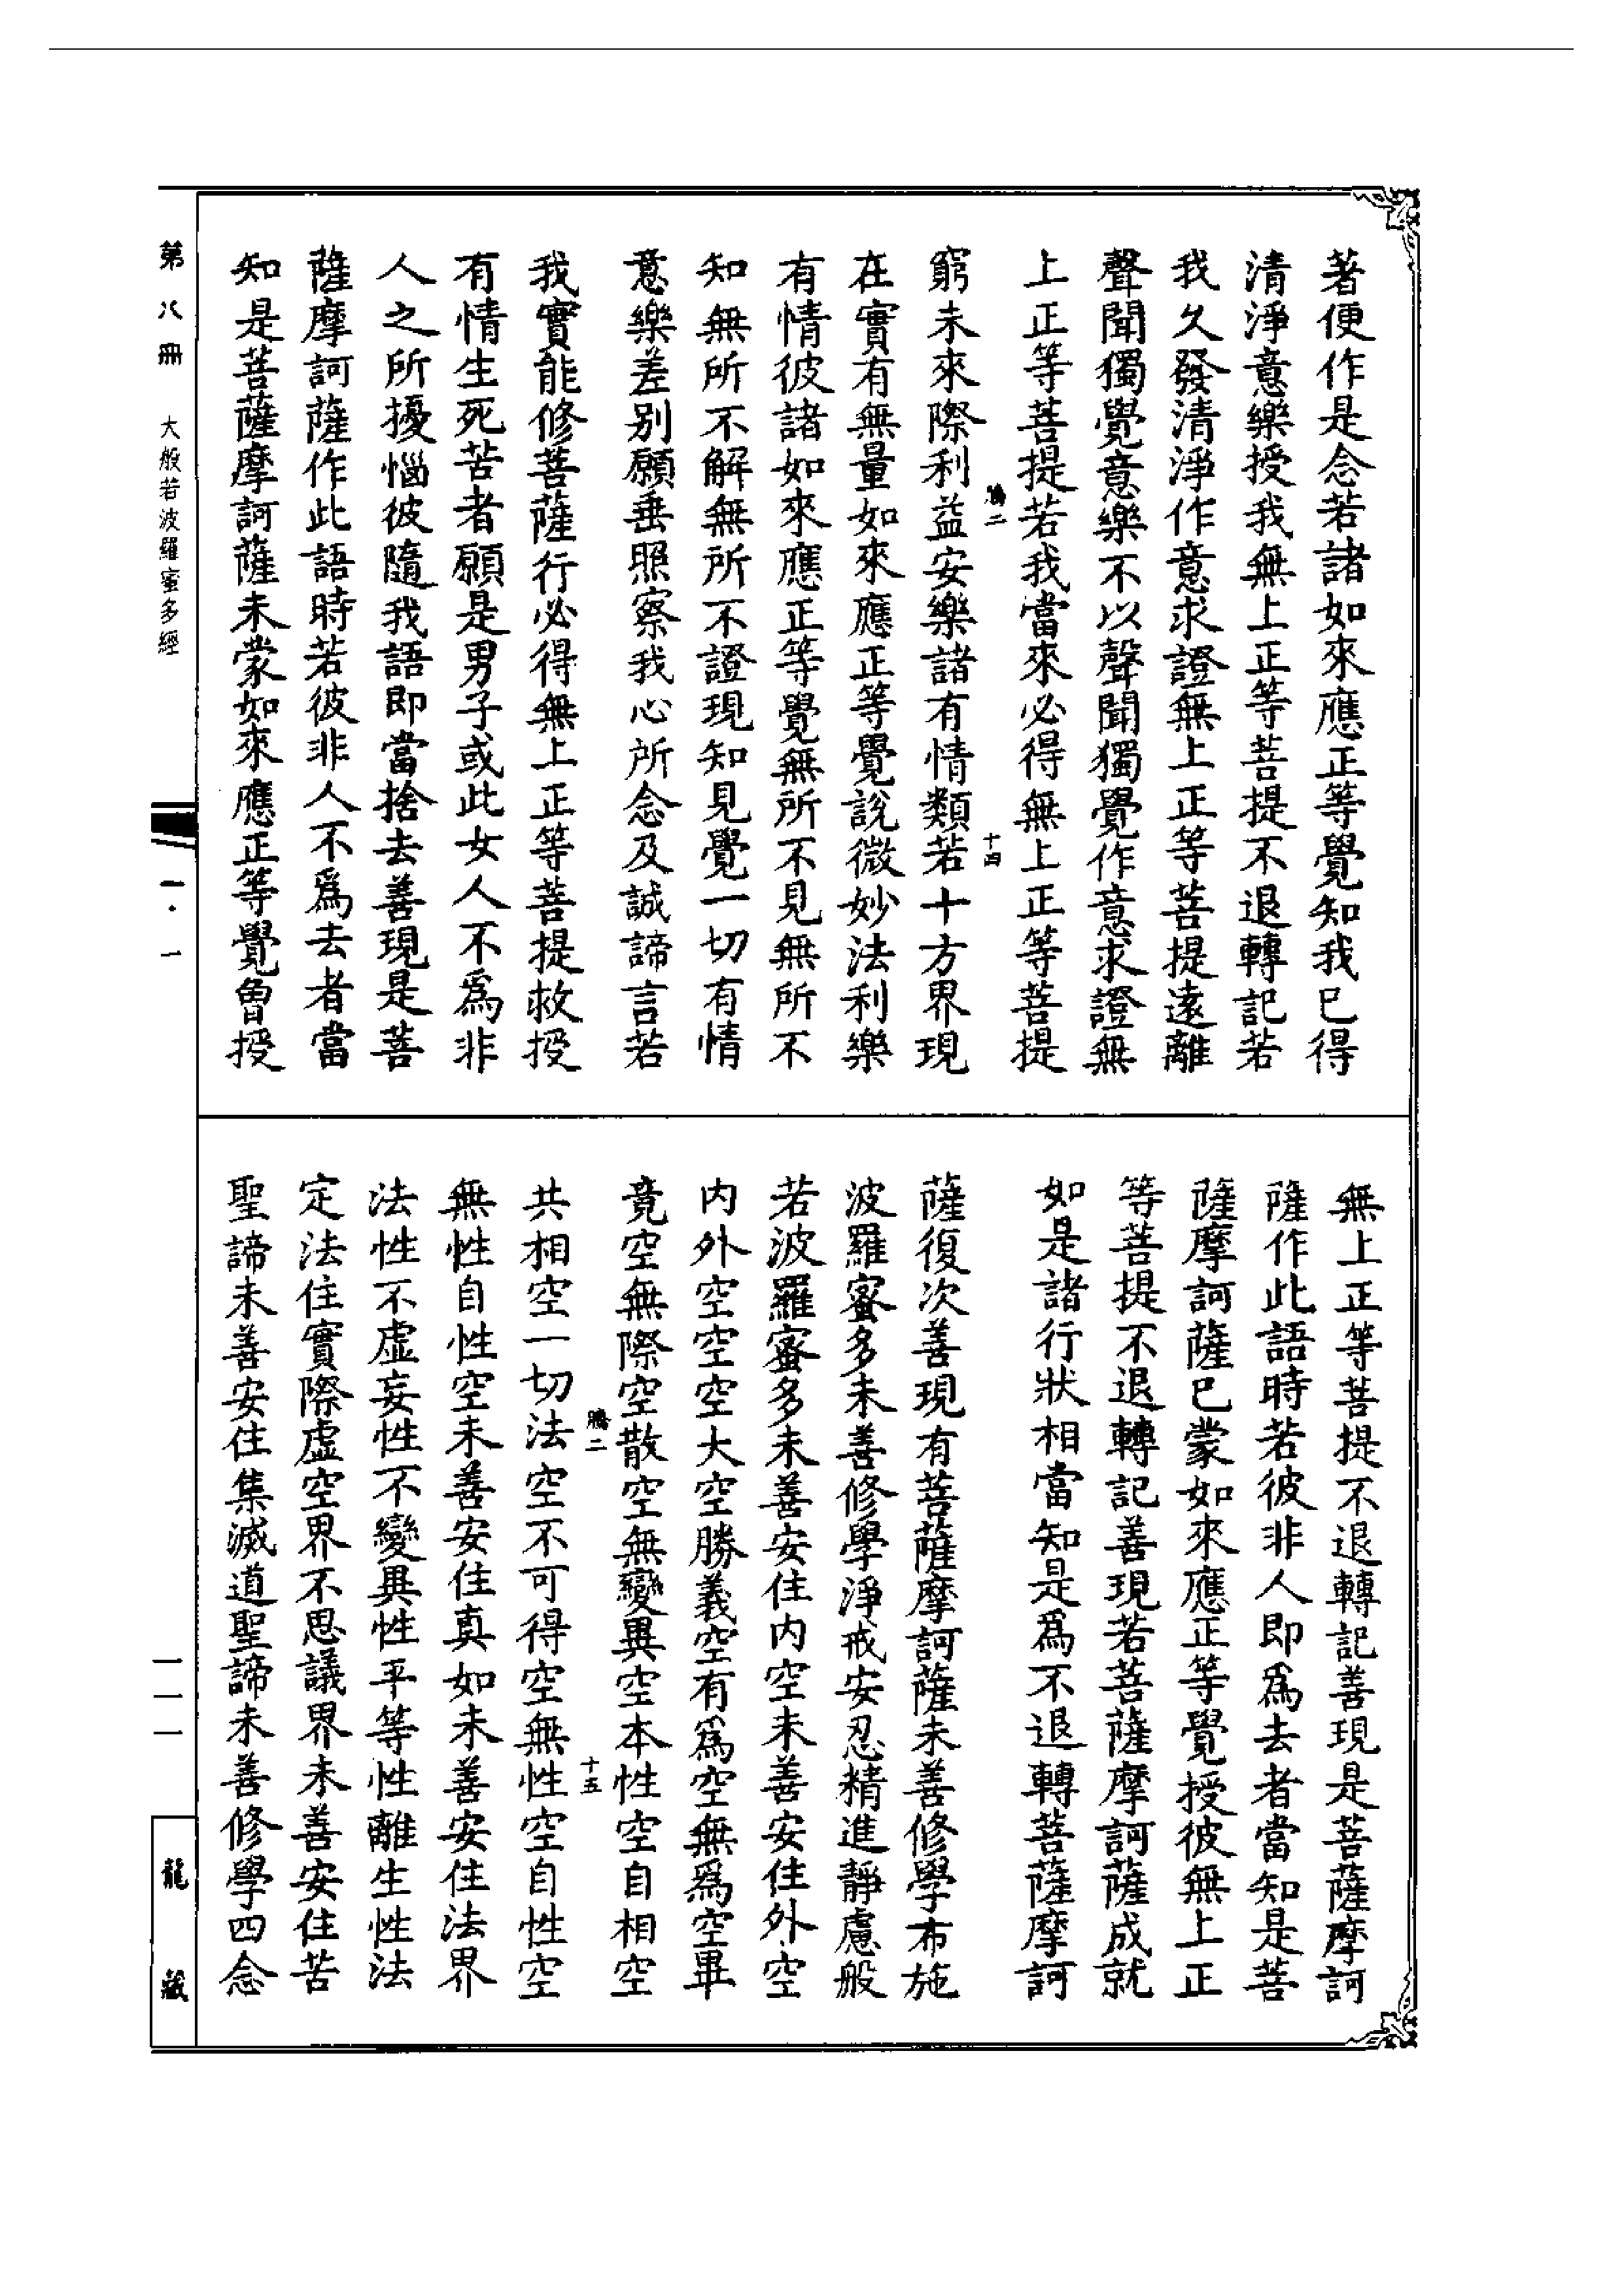 著便作是念若諸如來應正等覺知我已得
清淨意樂授我無上正等菩提不退轉記若
我久發清淨作意求證無上正等菩提遠離
聲聞獨覺意樂不以聲聞獨覺作意求證無
上正等菩提若我當來必得無上正等菩提
騰二
十四
窮未來際利益安樂諸有情類若十方界現
在實有無量如來應正等覺說微妙法利樂
有情彼諸如來應正等覺無所不見無所不
知無所不解無所不證現知見覺一切有情
意樂差别願垂照察我心所念及誠諦言若
我實能修菩薩行必得無上正等菩提救授
有情生死苦者願是男子或此女人不爲非
人之所擾惱彼隨我語即當捨去善現是菩
薩摩訶薩作此語時若彼非人不爲去者當
知是菩薩摩訶薩未蒙如來應正等覺曾授
無上正等菩提不退轉記善現是菩薩摩訶
薩作此語時若彼非人即爲去者當知是菩
薩摩訶薩已蒙如來應正等覺授彼無上正
等菩提不退轉記善現若菩薩摩訶薩成就
如是諸行狀相當知是爲不退轉菩薩摩訶
薩復次善現有菩薩摩訶薩未善修學布施
波羅蜜多未善修學淨戒安忍精進靜慮般
若波羅蜜多未善安住内空未善安住外空
内外空空空大空勝義空有爲空無爲空畢
竟空無際空散空無變異空本性空自相空
騰二
十五
共相空一切法空不可得空無性空自性空
無性自性空未善安住真如未善安住法界
法性不虛妄性不變異性平等性離生性法
定法住實際虛空界不思議界未善安住苦
聖諦未善安住集滅道聖諦未善修學四念
第八冊
大般若波羅蜜多經
一·一
一一一
龍藏